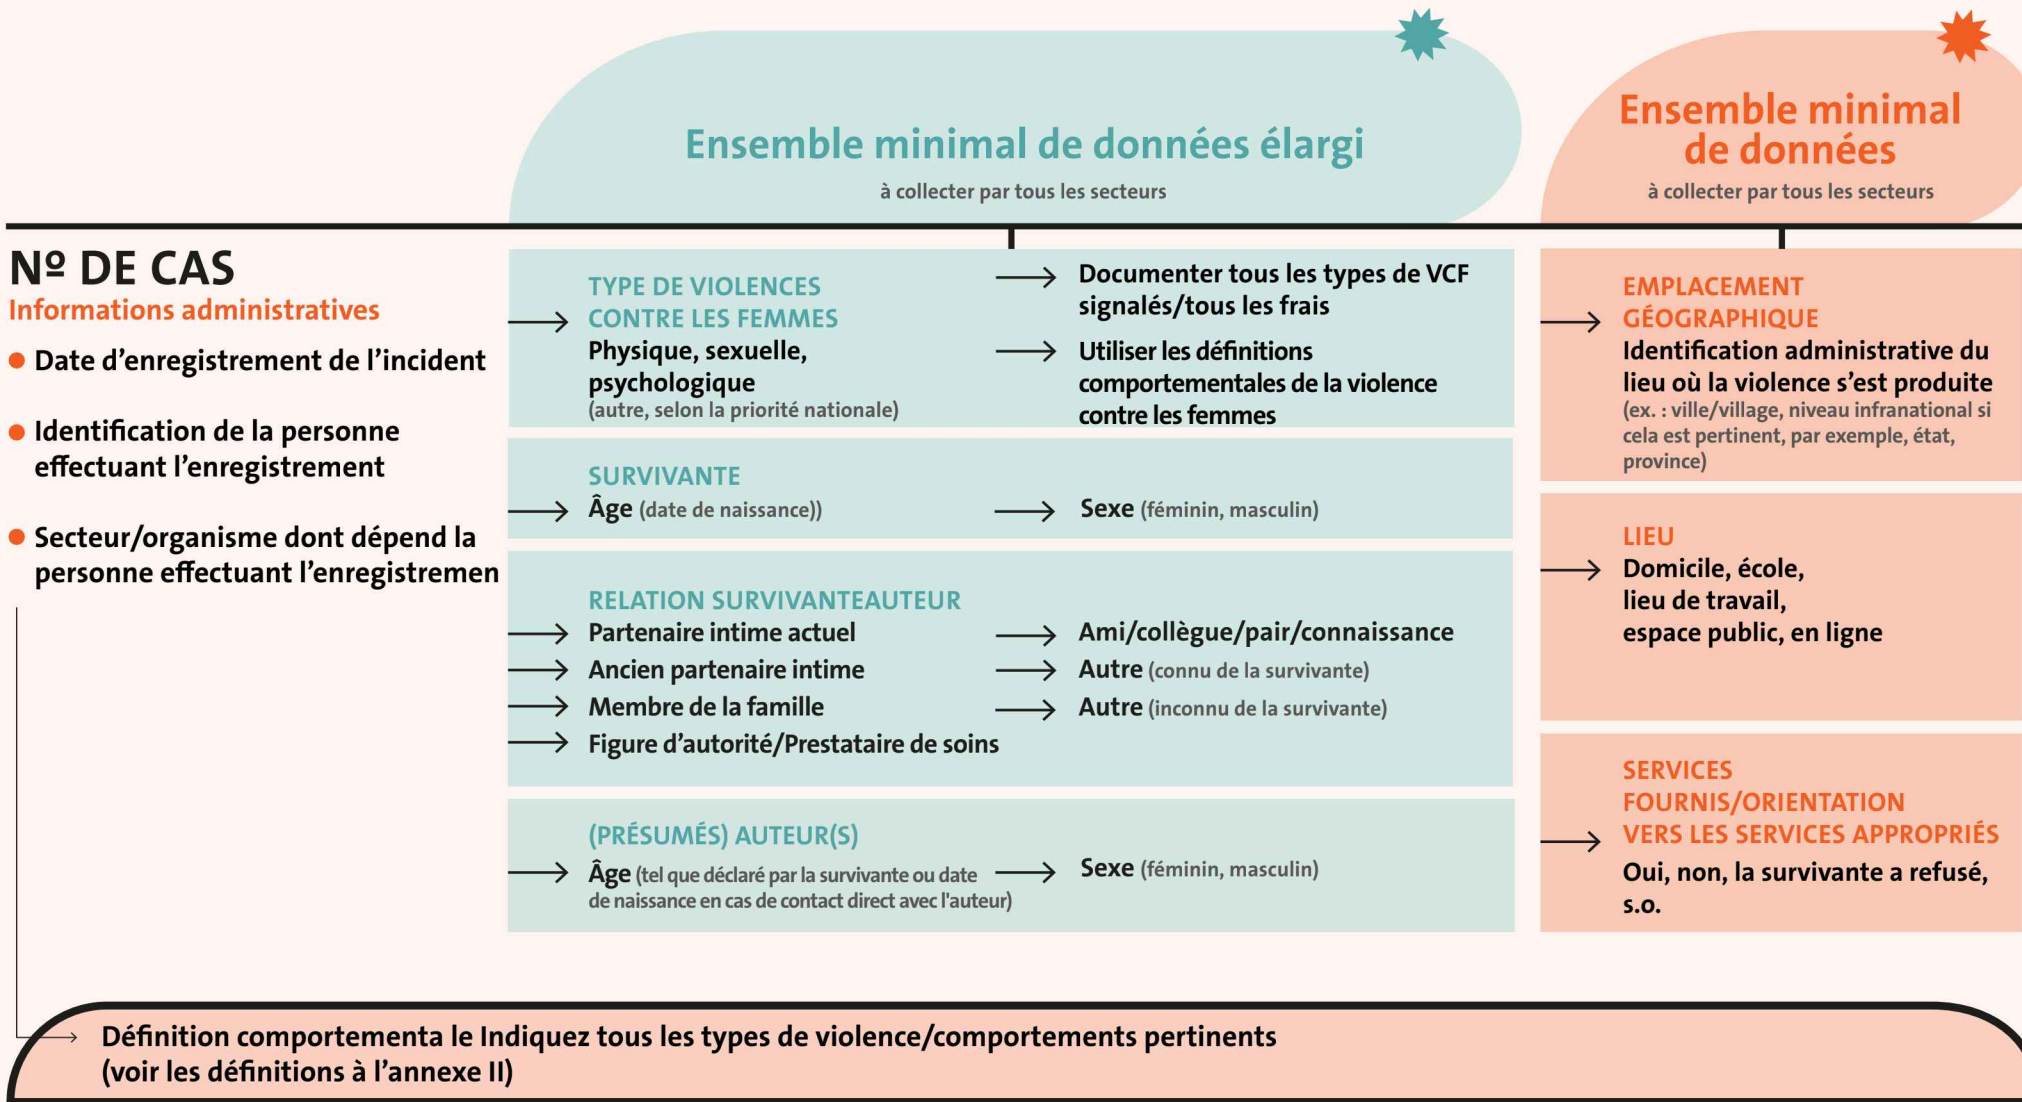 Ensemble minimal de données élargi
à collecter par tous les secteurs
Ensemble minimal
de données
à collecter par tous les secteurs
Nº DE CAS
Informations administratives
Date d’enregistrement de l’incident
Identification de la personne
effectuant l’enregistrement
Secteur/organisme dont dépend la
personne effectuant l’enregistremen
TYPE DE VIOLENCES
CONTRE LES FEMMES
Physique, sexuelle,
psychologique
(autre, selon la priorité nationale)
Documenter tous les types de VCF
signalés/tous les frais
Utiliser les définitions
comportementales de la violence
contre les femmes
SURVIVANTE
Âge (date de naissance))
Sexe (féminin, masculin)
RELATION SURVIVANTEAUTEUR
Partenaire intime actuel
Ancien partenaire intime
Membre de la famille
Figure d’autorité/Prestataire de soins
Ami/collègue/pair/connaissance
Autre (connu de la survivante)
Autre (inconnu de la survivante)
(PRÉSUMÉS) AUTEUR(S)
Âge (tel que déclaré par la survivante ou date
de naissance en cas de contact direct avec l'auteur)
Sexe (féminin, masculin)
EMPLACEMENT
GÉOGRAPHIQUE
Identification administrative du
lieu où la violence s’est produite
(ex. : ville/village, niveau infranational si
cela est pertinent, par exemple, état,
province)
LIEU
Domicile, école,
lieu de travail,
espace public, en ligne
SERVICES
FOURNIS/ORIENTATION
VERS LES SERVICES APPROPRIÉS
Oui, non, la survivante a refusé,
s.o.
Définition comportementa le Indiquez tous les types de violence/comportements pertinents
(voir les définitions à l’annexe II)